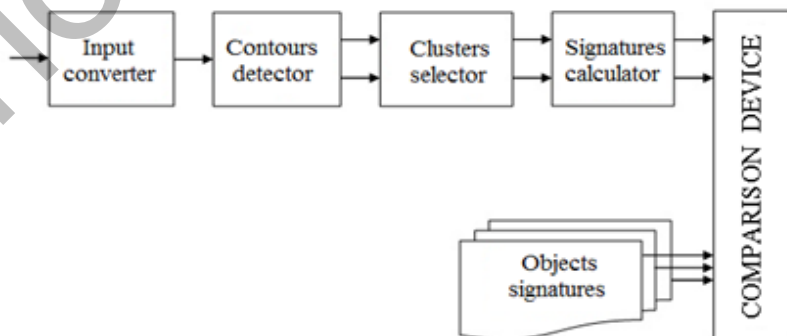 Input
converter
Contours
detector
Clusters
selector
Signatures
calculator
COMPARISON DEVICE
Objects
signatures